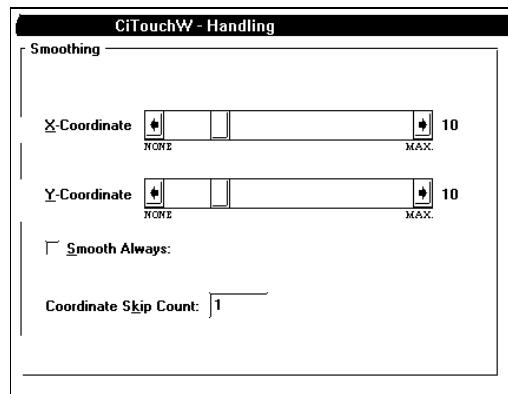 CiTouchW - Handling
Smoothing
X-Coordinate 10
NONE MAX.
Y-Coordinate 10
NONE MAX.
Smooth Always:
Coordinate Skip Count: 1